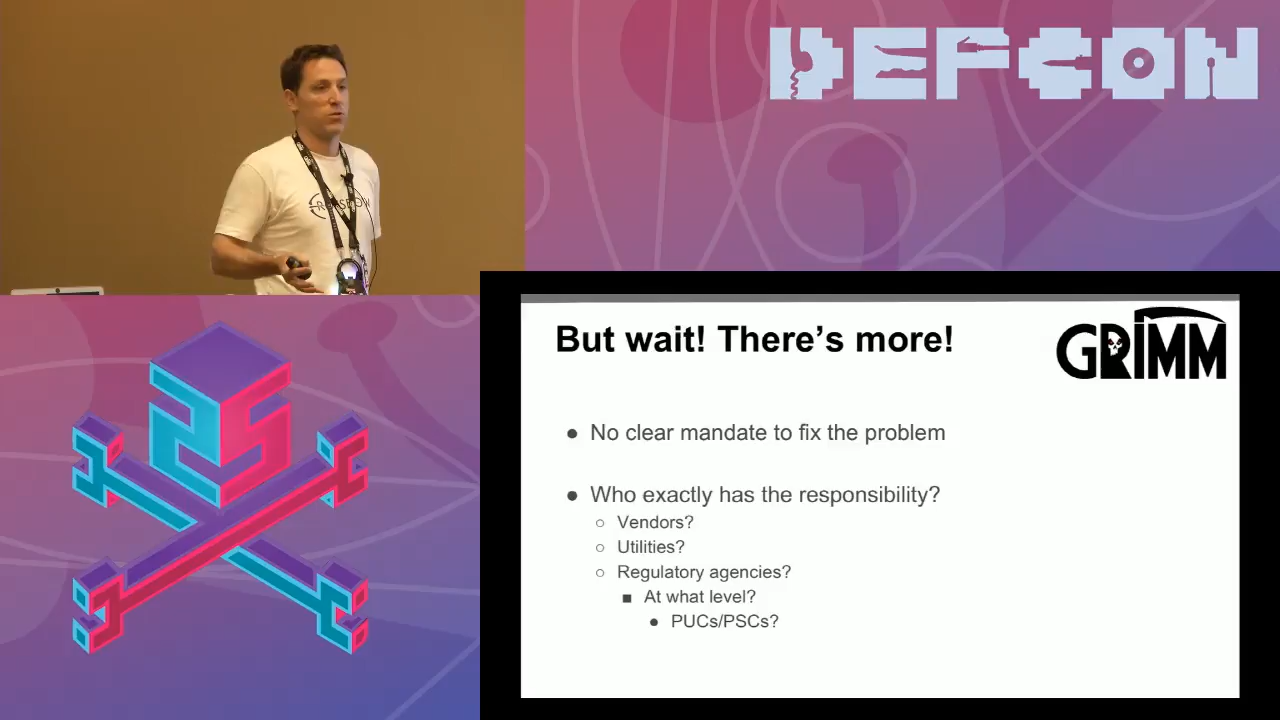 DEFCON
But wait! There's more!
GRIMM
● No clear mandate to fix the problem
● Who exactly has the responsibility?
○ Vendors?
○ Utilities?
○ Regulatory agencies?
■ At what level?
● PUCs/PSCs?